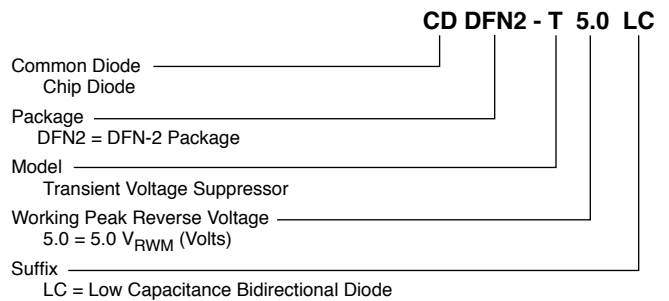 CD DFN2 - T 5.0 LC
Common Diode
Chip Diode
Package
DFN2 = DFN-2 Package
Model
Transient Voltage Suppressor
Working Peak Reverse Voltage
5.0 = 5.0 VRWM (Volts)
Suffix
LC = Low Capacitance Bidirectional Diode